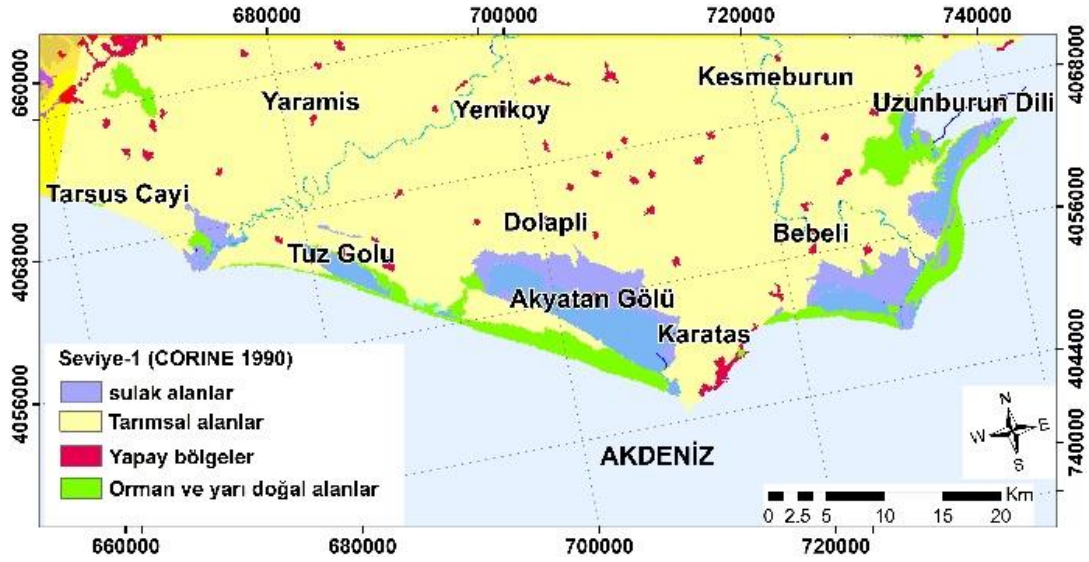 680000
700000
720000
740000
660000
4068000
Kesmeburun
Yaramis
Yenikoy
Uzunburun Dili
Tarsus Cayi
4056000
Dolapli
Bebeli
Tuz Golu
4068000
Akyatan Gölü
Karataş
4044000
Seviye-1 (CORINE 1990)
sulak alanlar
Tarımsal alanlar
Yapay bölgeler
Orman ve yarı doğal alanlar
4056000
AKDENİZ
N
W
E
S
740000
Km
0 2.5 5 10 15 20
660000
680000
700000
720000